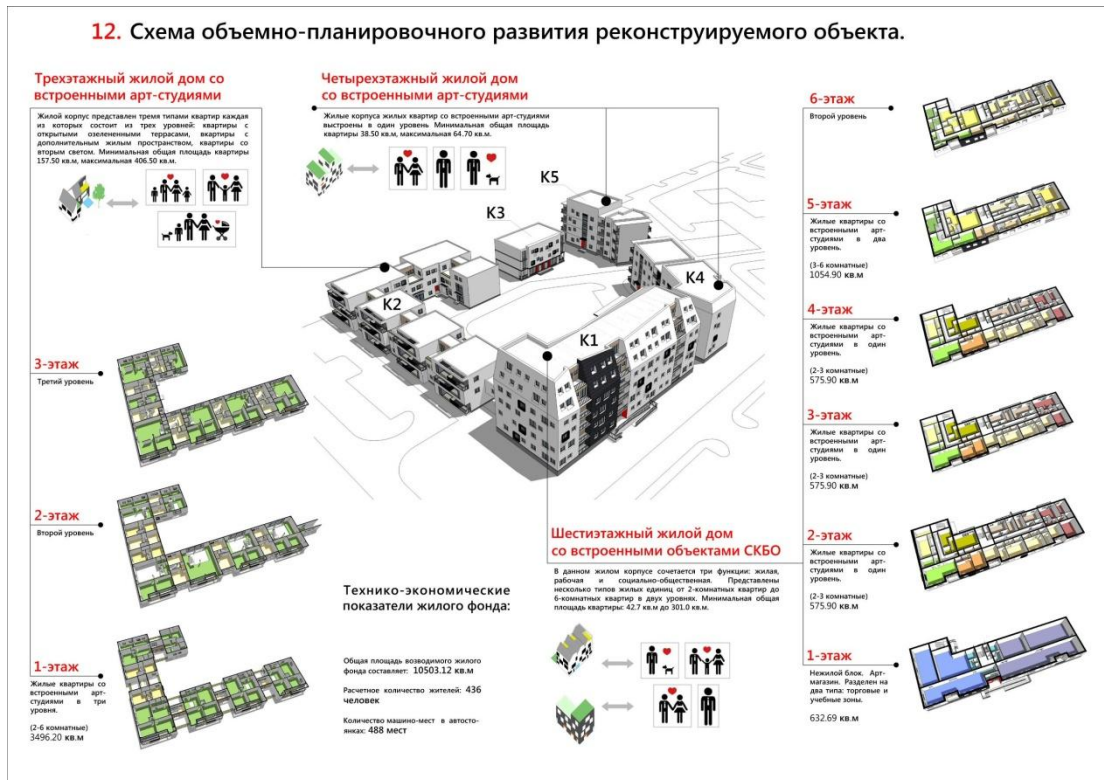 12. Схема объемно-планировочного развития реконструируемого объекта.
Трехэтажный жилой дом со
встроенными арт-студиями
Жилой корпус представлен тремя типами квартир каждая
из которых состоит из трех уровней: квартиры с
открытыми озелененными террасами, вкартиры с
дополнительным жилым пространством, квартиры со
вторым светом. Минимальная общая площадь квартиры
157.50 кв.м, максимальная 406.50 кв.м.
Четырехэтажный жилой дом
со встроенными арт-студиями
Жилые корпуса жилых квартир со встроенными арт-студиями
выстроены в один уровень Минимальная общая площадь
квартиры 38.50 кв.м, максимальная 64.70 кв.м.
К5
К3
К4
К2
К1
3-этаж
Третий уровень
2-этаж
Второй уровень
1-этаж
Жилые квартиры со
встроенными арт-
студиями в три
уровня.
(2-6 комнатные)
3496.20 кв.м
Технико-экономические
показатели жилого фонда:
Общая площадь возводимого жилого
фонда составляет: 10503.12 кв.м
Расчетное количество жителей: 436
человек
Количество машино-мест в автосто-
янках: 488 мест
Шестиэтажный жилой дом
со встроенными объектами СКБО
В данном жилом корпусе сочетается три функции: жилая,
рабочая и социально-общественная. Представлены
несколько типов жилых единиц от 2-комнатных квартир до
6-комнатных квартир в двух уровнях. Минимальная общая
площадь квартиры: 42.7 кв.м до 301.0 кв.м.
6-этаж
Второй уровень
5-этаж
Жилые квартиры со
встроенными арт-
студиями в два
уровень.
(3-6 комнатные)
1054.90 кв.м
4-этаж
Жилые квартиры со
встроенными арт-
студиями в один
уровень.
(2-3 комнатные)
575.90 кв.м
3-этаж
Жилые квартиры со
встроенными арт-
студиями в один
уровень.
(2-3 комнатные)
575.90 кв.м
2-этаж
Жилые квартиры со
встроенными арт-
студиями в один
уровень.
(2-3 комнатные)
575.90 кв.м
1-этаж
Нежилой блок. Арт-
магазин. Разделен на
два типа: торговые и
учебные зоны.
632.69 кв.м